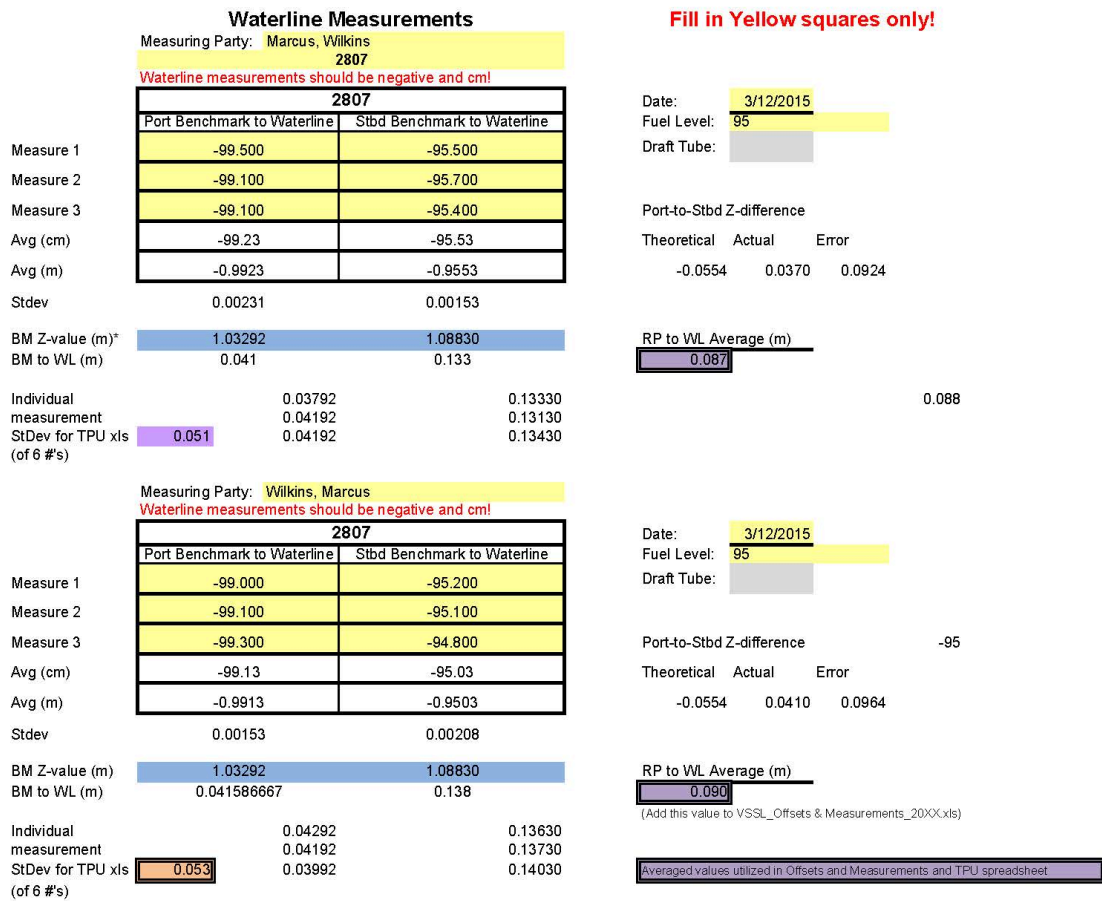 Waterline Measurements Fill in Yellow squares only!
Measuring Party: Marcus, Wilkins
2807
Waterline measurements should be negative and cm!
2807 Date: 3/12/2015
Port Benchmark to Waterline Stbd Benchmark to Waterline Fuel Level: 95
Measure 1 -99.500 -95.500 Draft Tube:
Measure 2 -99.100 -95.700
Measure 3 -99.100 -95.400 Port-to-Stbd Z-difference
Avg (cm) -99.23 -95.53 Theoretical Actual Error
Avg (m) -0.9923 -0.9553 -0.0554 0.0370 0.0924
Stdev 0.00231 0.00153
BM Z-value (m)* 1.03292 1.08830 RP to WL Average (m)
BM to WL (m) 0.041 0.133 0.087
Individual 0.03792 0.13330 0.088
measurement 0.04192 0.13130
StDev for TPU xls 0.051 0.04192 0.13430
(of 6 #'s)
Measuring Party: Wilkins, Marcus
Waterline measurements should be negative and cm!
2807 Date: 3/12/2015
Port Benchmark to Waterline Stbd Benchmark to Waterline Fuel Level: 95
Measure 1 -99.000 -95.200 Draft Tube:
Measure 2 -99.100 -95.100
Measure 3 -99.300 -94.800 Port-to-Stbd Z-difference -95
Avg (cm) -99.13 -95.03 Theoretical Actual Error
Avg (m) -0.9913 -0.9503 -0.0554 0.0410 0.0964
Stdev 0.00153 0.00208
BM Z-value (m) 1.03292 1.08830 RP to WL Average (m)
BM to WL (m) 0.041586667 0.138 0.090
(Add this value to VSSL_Offsets & Measurements_20XX.xls)
Individual 0.04292 0.13630
measurement 0.04192 0.13730
StDev for TPU xls 0.053 0.03992 0.14030 Averaged values utilized in Offsets and Measurements and TPU spreadsheet
(of 6 #'s)